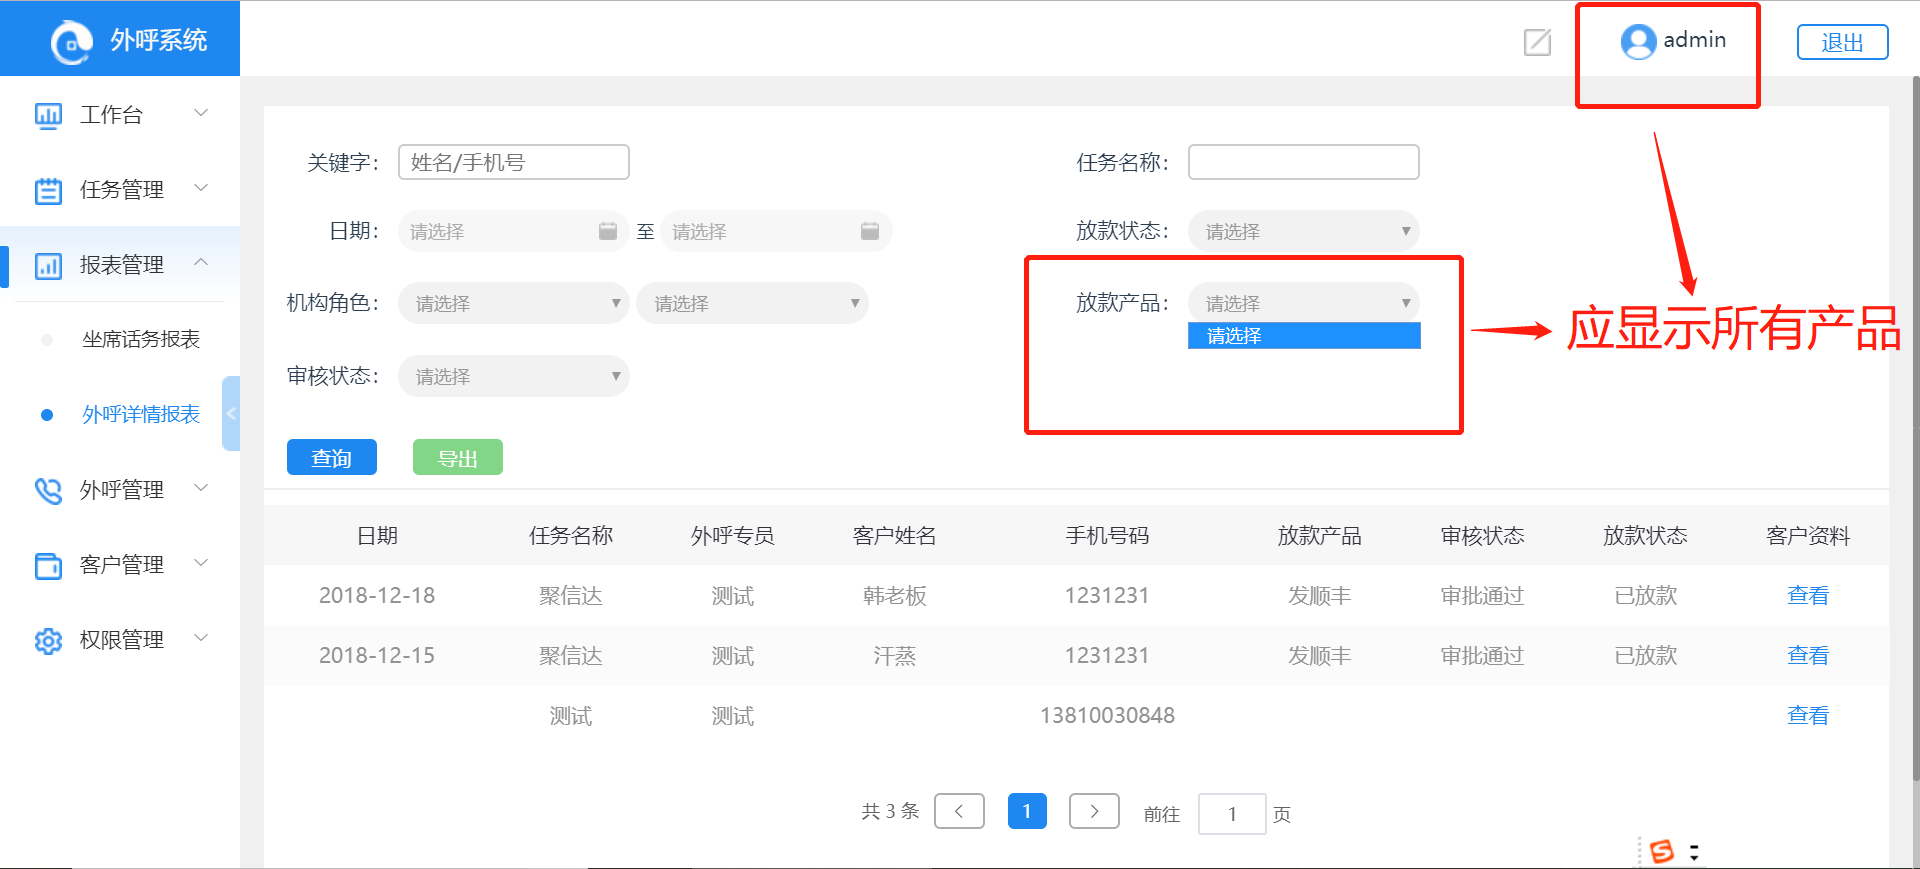 外呼系统
admin
退出
工作台
任务管理
报表管理
坐席话务报表
外呼详情报表
外呼管理
客户管理
权限管理
关键字： 姓名/手机号 任务名称：
日期： 请选择 至 请选择 放款状态： 请选择
机构角色： 请选择 请选择 放款产品： 请选择
请选择
应显示所有产品
审核状态： 请选择
查询 导出
日期 任务名称 外呼专员 客户姓名 手机号码 放款产品 审核状态 放款状态 客户资料
2018-12-18 聚信达 测试 韩老板 1231231 发顺丰 审批通过 已放款 查看
2018-12-15 聚信达 测试 汗蒸 1231231 发顺丰 审批通过 已放款 查看
测试 测试 13810030848 查看
共 3 条 1 前往 1 页